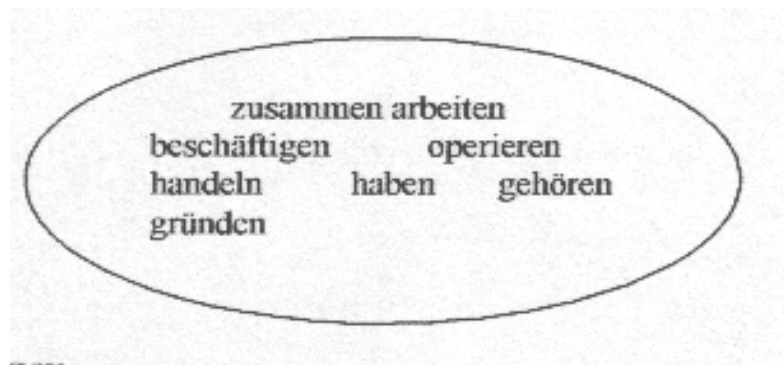 zusammen arbeiten
beschäftigen operieren
handeln haben gehören
gründen